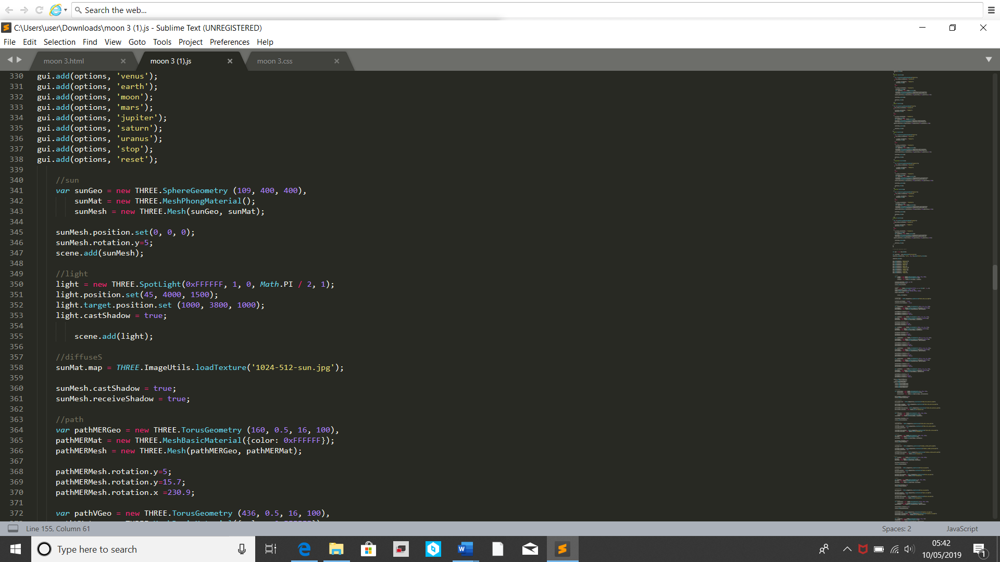 Search the web...
C:\Users\user\Downloads\moon 3 (1).js - Sublime Text (UNREGISTERED)
File Edit Selection Find View Goto Tools Project Preferences Help
moon 3.html moon 3 (1).js moon 3.css
330 gui.add(options, 'venus');
331 gui.add(options, 'earth');
332 gui.add(options, 'moon');
333 gui.add(options, 'mars');
334 gui.add(options, 'jupiter');
335 gui.add(options, 'saturn');
336 gui.add(options, 'uranus');
337 gui.add(options, 'stop');
338 gui.add(options, 'reset');
339
340 //sun
341 var sunGeo = new THREE.SphereGeometry (109, 400, 400),
342 sunMat = new THREE.MeshPhongMaterial();
343 sunMesh = new THREE.Mesh(sunGeo, sunMat);
344
345 sunMesh.position.set(0, 0, 0);
346 sunMesh.rotation.y=5;
347 scene.add(sunMesh);
348
349 //light
350 light = new THREE.SpotLight(0xFFFFFF, 1, 0, Math.PI / 2, 1);
351 light.position.set(45, 4000, 1500);
352 light.target.position.set (1000, 3800, 1000);
353 light.castShadow = true;
354
355 scene.add(light);
356
357 //diffuseS
358 sunMat.map = THREE.ImageUtils.loadTexture('1024-512-sun.jpg');
359
360 sunMesh.castShadow = true;
361 sunMesh.receiveShadow = true;
362
363 //path
364 var pathMERGeo = new THREE.TorusGeometry (160, 0.5, 16, 100),
365 pathMERMat = new THREE.MeshBasicMaterial({color: 0xFFFFFF});
366 pathMERMesh = new THREE.Mesh(pathMERGeo, pathMERMat);
367
368 pathMERMesh.rotation.y=5;
369 pathMERMesh.rotation.y=15.7;
370 pathMERMesh.rotation.x =230.9;
371
372 var pathVGeo = new THREE.TorusGeometry (436, 0.5, 16, 100),
Line 155, Column 61 Spaces: 2 JavaScript
Type here to search
05:42
10/05/2019
1